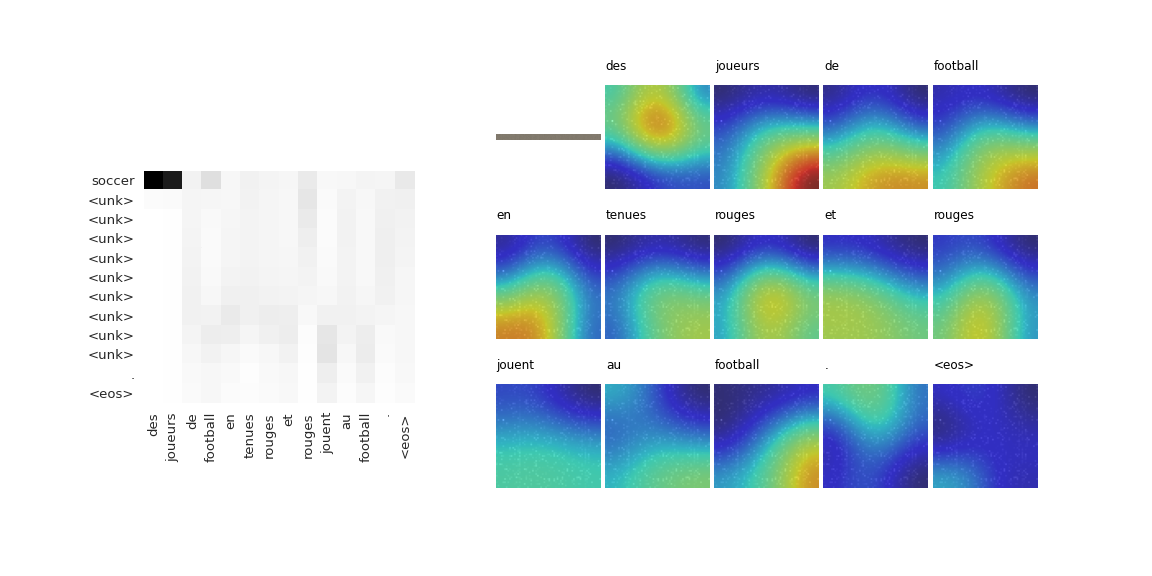 soccer
<unk>
<unk>
<unk>
<unk>
<unk>
<unk>
<unk>
<unk>
<unk>
.
<eos>
des joueurs de football en tenues rouges et rouges jouent au football . <eos>
des joueurs de football
en tenues rouges et rouges
jouent au football . <eos>